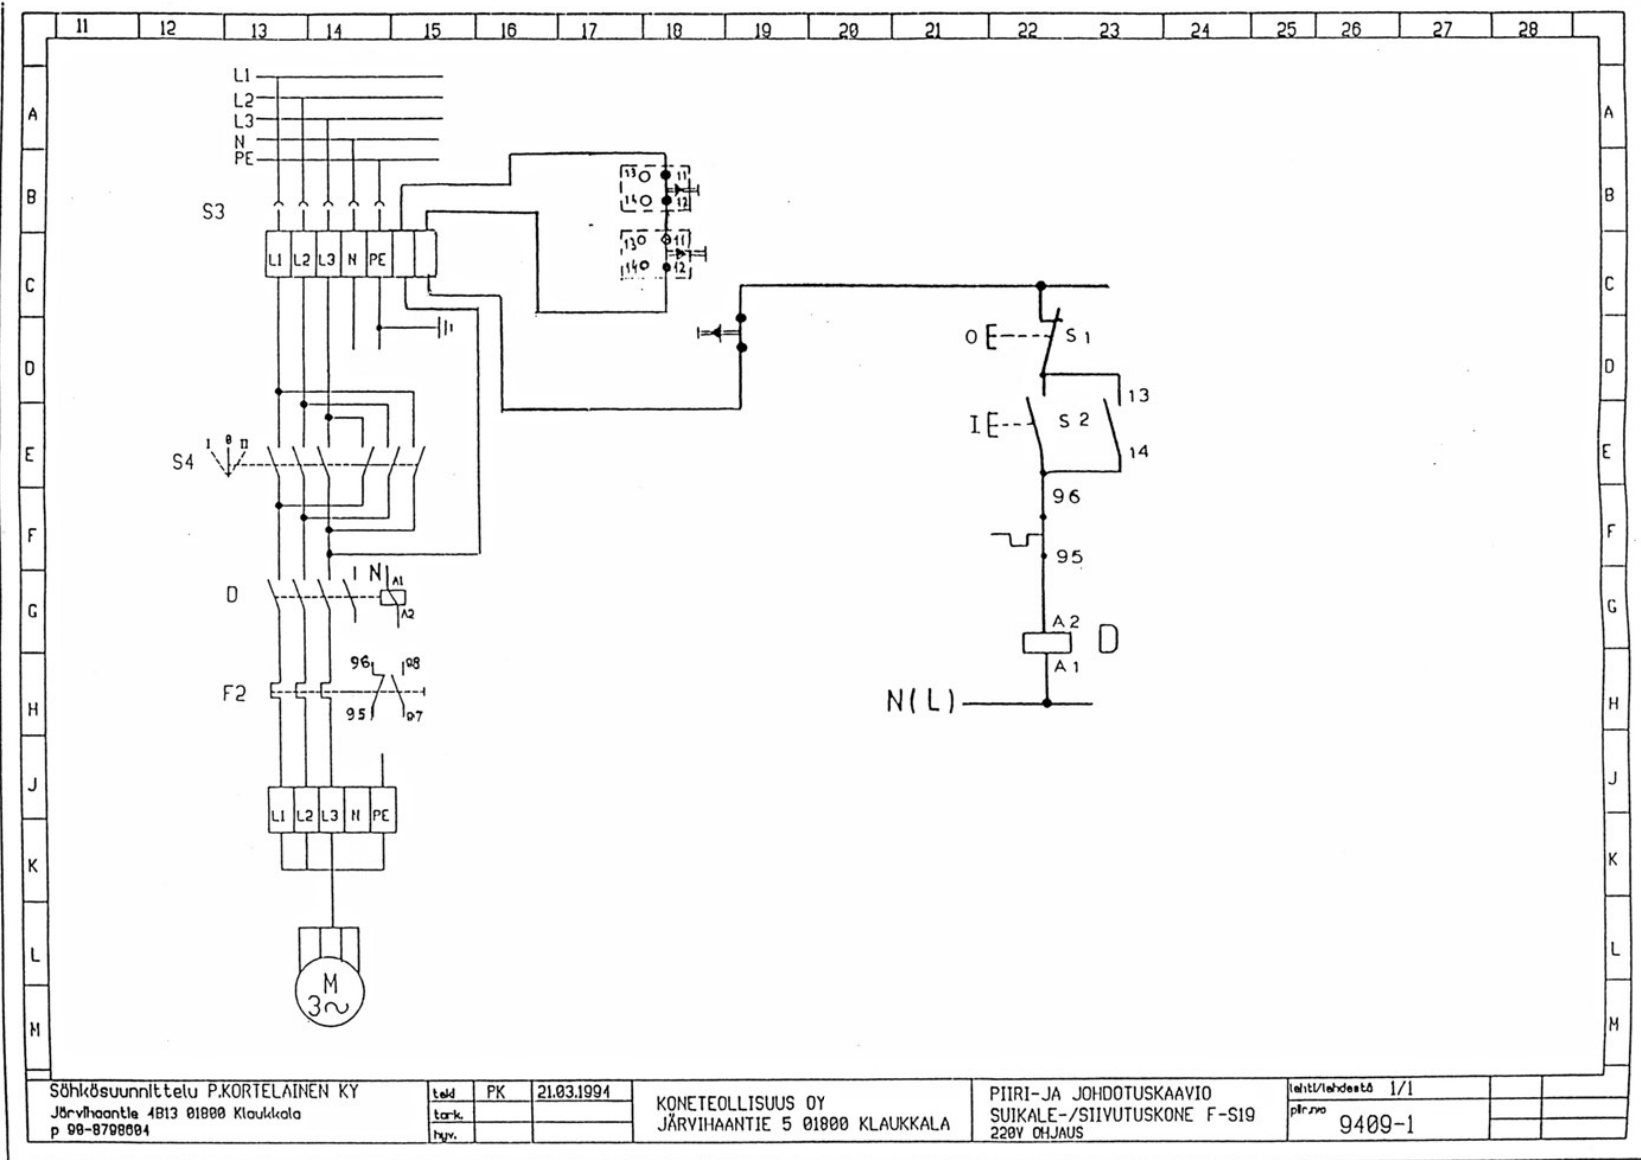 11 12 13 14 15 16 17 18 19 20 21 22 23 24 25 26 27 28
A A
B B
C C
D D
E E
F F
G G
H H
J J
K K
L L
M M
L1
L2
L3
N
PE
S3
L1 L2 L3 N PE
13 11
14 12
13 11
14 12
O S1
13
I S2
14
96
95
A2
D
A1
N(L)
I 0 II
S4
D
N A1
A2
96 98
F2
95 97
L1 L2 L3 N PE
M
3~
Sähkösuunnittelu P.KORTELAINEN KY
Järvihaantie 4B13 01800 Klaukkala
p 90-8798604
tekl PK 21.03.1994
tark.
hyv.
KONETEOLLISUUS OY
JÄRVIHAANTIE 5 01800 KLAUKKALA
PIIRI-JA JOHDOTUSKAAVIO
SUIKALE-/SIIVUTUSKONE F-S19
220V OHJAUS
lehti/lehdestä 1/1
piir.no
9409-1